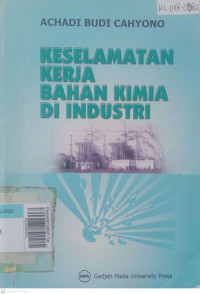 ACHADI BUDI CAHYONO
KESELAMATAN
KERJA
BAHAN KIMIA
DI INDUSTRI
Gadjah Mada University Press